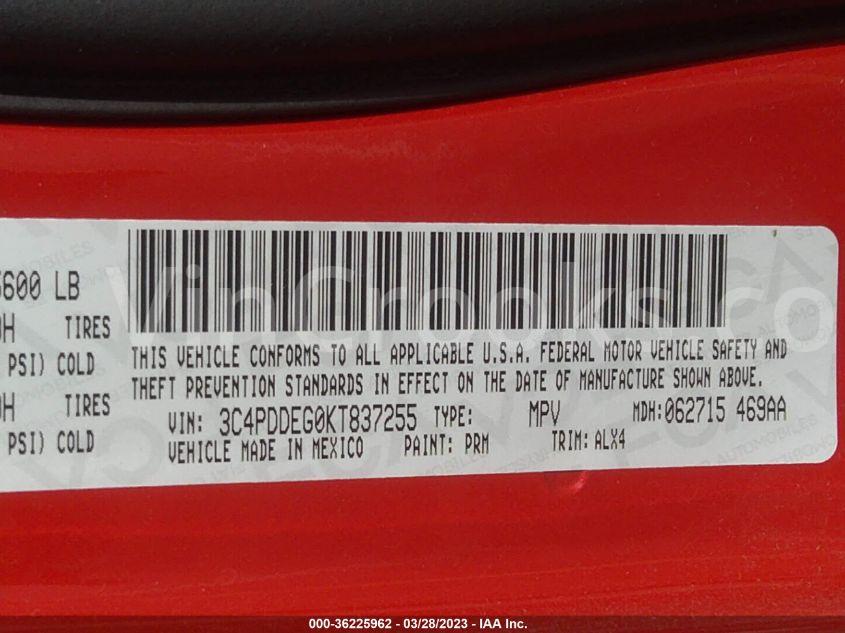 600 LB
TIRES
PSI) COLD
TIRES
PSI) COLD
THIS VEHICLE CONFORMS TO ALL APPLICABLE U.S.A. FEDERAL MOTOR VEHICLE SAFETY AND
THEFT PREVENTION STANDARDS IN EFFECT ON THE DATE OF MANUFACTURE SHOWN ABOVE.
VIN: 3C4PDDEG0KT837255 TYPE: MPV MDH:062715 469AA
VEHICLE MADE IN MEXICO PAINT: PRM TRIM: ALX4
VinCrooks.co
000-36225962 - 03/28/2023 - IAA Inc.